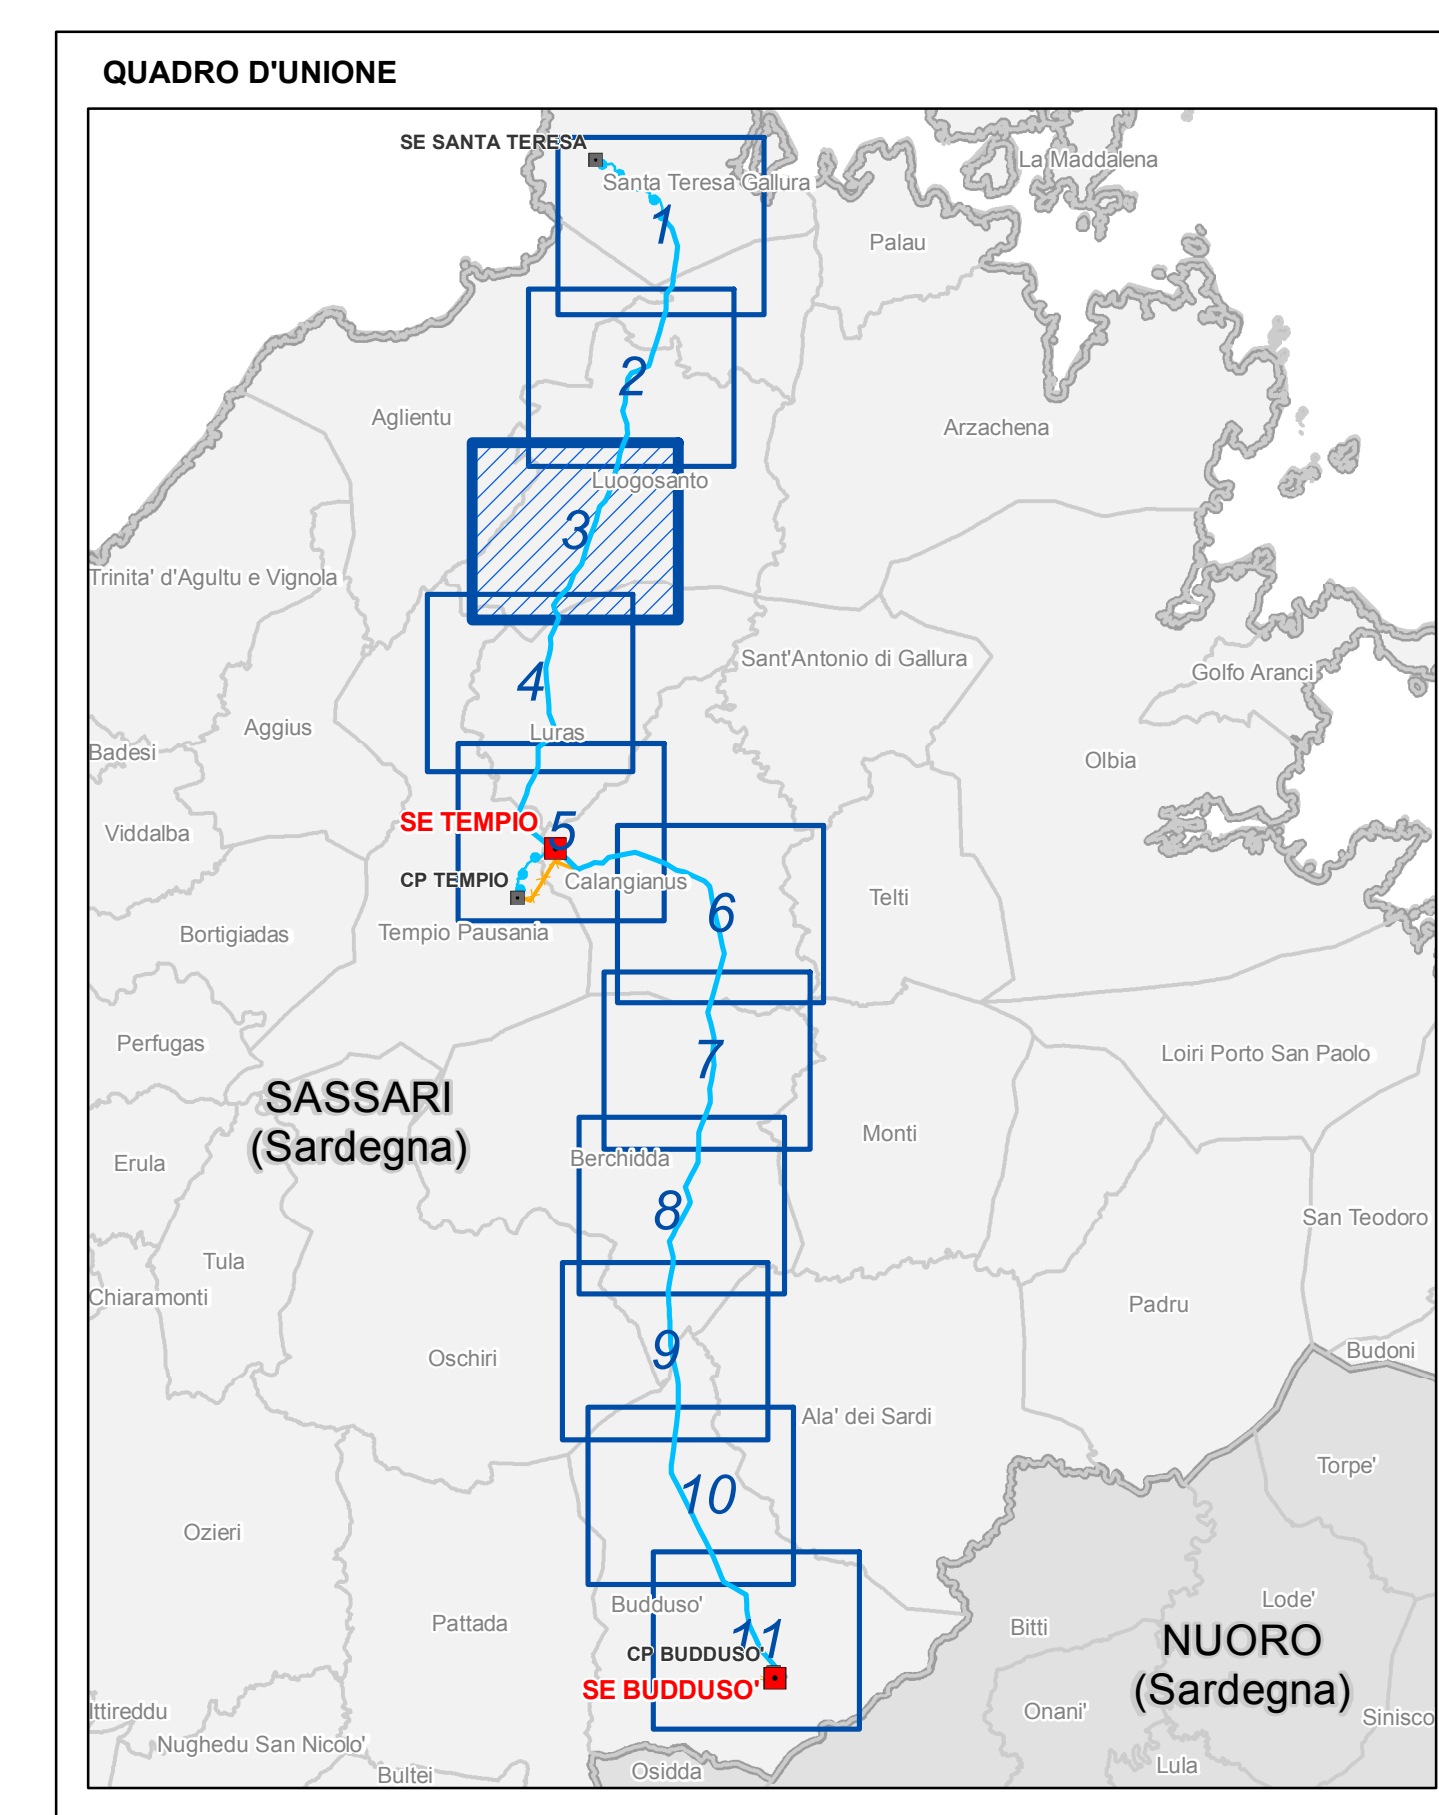 QUADRO D'UNIONE
SE SANTA TERESA
La Maddalena
Santa Teresa Gallura
1
Palau
2
Aglientu
Arzachena
Luogosanto
3
Trinita' d'Agultu e Vignola
Sant'Antonio di Gallura
Golfo Aranci
4
Aggius
Luras
Badesi
Olbia
SE TEMPIO
5
Viddalba
CP TEMPIO
Calangianus
Telti
6
Bortigiadas
Tempio Pausania
Perfugas
7
Loiri Porto San Paolo
SASSARI
(Sardegna)
Monti
Erula
Berchidda
8
San Teodoro
Tula
Chiaramonti
Padru
9
Oschiri
Budoni
Ala' dei Sardi
Torpe'
10
Ozieri
Lode'
Budduso'
Pattada
Bitti
11
NUORO
(Sardegna)
CP BUDDUSO'
SE BUDDUSO'
Ittireddu
Onani'
Sinisco
Nughedu San Nicolo'
Lula
Bultei
Osidda